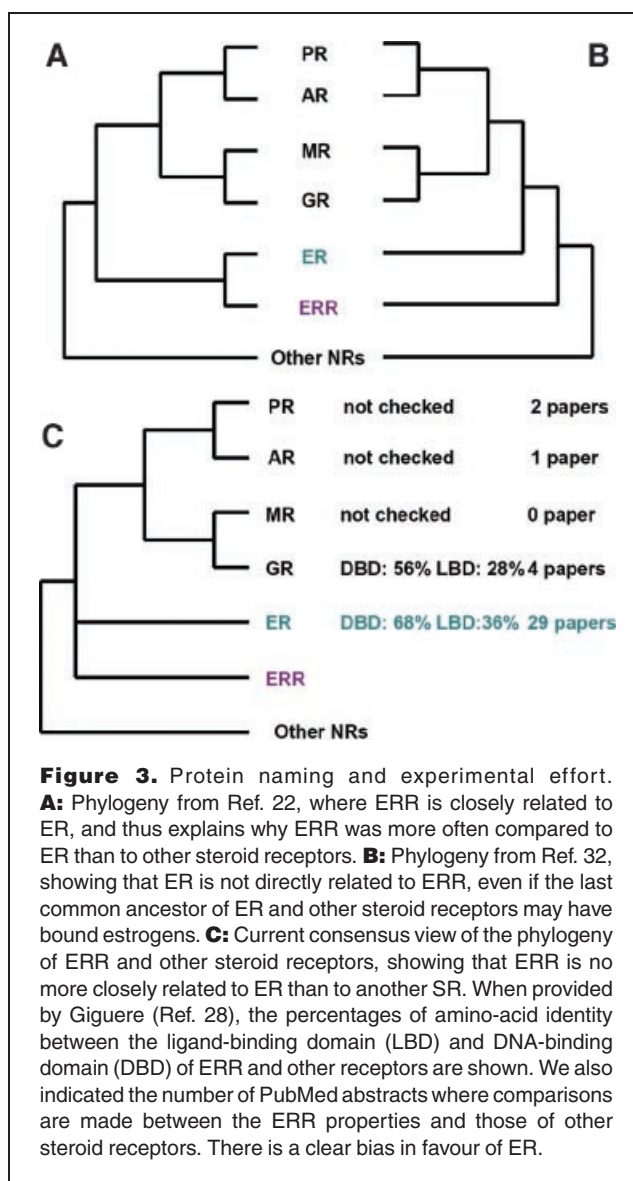 A
B
PR
AR
MR
GR
ER
ERR
Other NRs
C
PR not checked 2 papers
AR not checked 1 paper
MR not checked 0 paper
GR DBD: 56% LBD: 28% 4 papers
ER DBD: 68% LBD:36% 29 papers
ERR
Other NRs
Figure 3. Protein naming and experimental effort.
A: Phylogeny from Ref. 22, where ERR is closely related to
ER, and thus explains why ERR was more often compared to
ER than to other steroid receptors. B: Phylogeny from Ref. 32,
showing that ER is not directly related to ERR, even if the last
common ancestor of ER and other steroid receptors may have
bound estrogens. C: Current consensus view of the phylogeny
of ERR and other steroid receptors, showing that ERR is no
more closely related to ER than to another SR. When provided
by Giguere (Ref. 28), the percentages of amino-acid identity
between the ligand-binding domain (LBD) and DNA-binding
domain (DBD) of ERR and other receptors are shown. We also
indicated the number of PubMed abstracts where comparisons
are made between the ERR properties and those of other
steroid receptors. There is a clear bias in favour of ER.